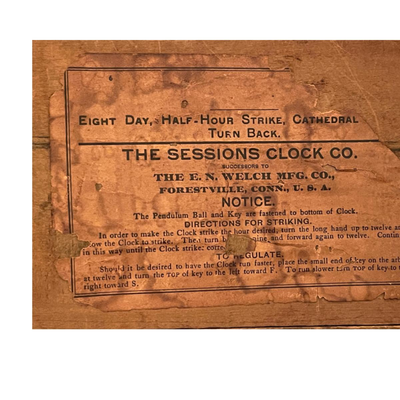 EIGHT DAY, HALF-HOUR STRIKE, CATHEDRAL
TURN BACK.
THE SESSIONS CLOCK CO.
SUCCESSORS TO
THE E. N. WELCH MFG. CO.,
FORESTVILLE, CONN., U. S. A.
NOTICE.
The Pendulum Ball and Key are fastened to bottom of Clock.
DIRECTIONS FOR STRIKING.
In order to make the Clock strike the hour desired, turn the long hand up to twelve a
ow the Clock to strike. Then turn nine and forward again to twelve. Contin
in this way until the Clock strikes
TO REGULATE.
Should it be desired to have the Clock run faster, place the small end of key on the
at twelve and turn the TOP of key to the left toward F. To run slower turn TOP of key to
right toward S.